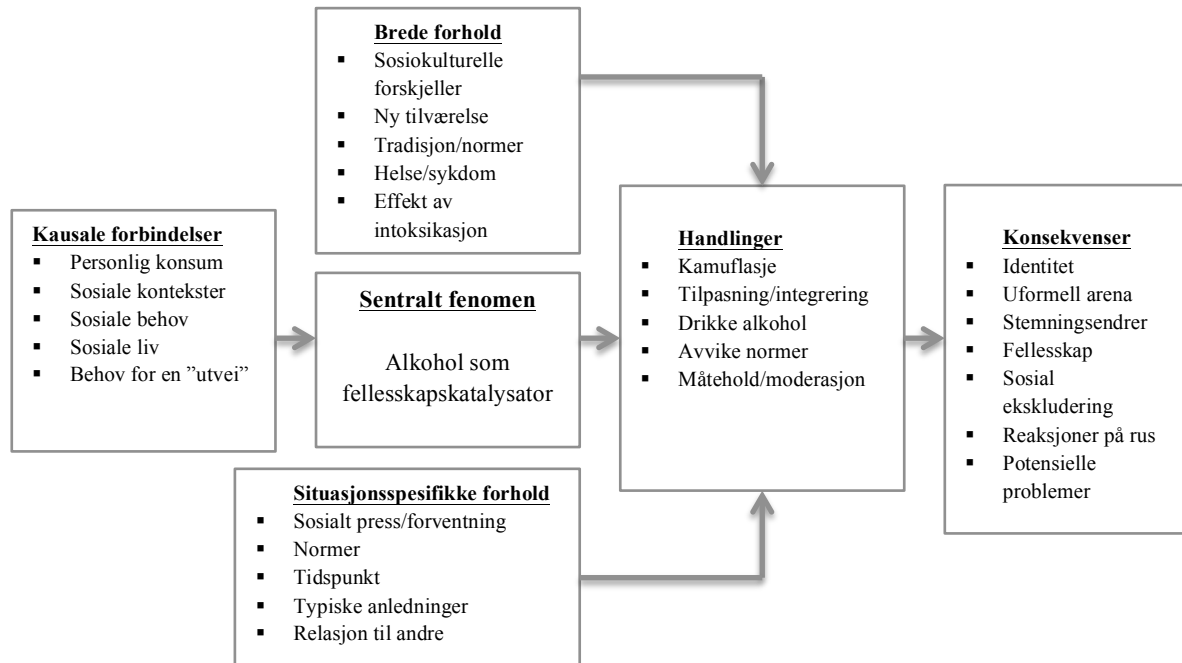 Brede forhold
▪ Sosiokulturelle
forskjeller
▪ Ny tilværelse
▪ Tradisjon/normer
▪ Helse/sykdom
▪ Effekt av
intoksikasjon
Kausale forbindelser
▪ Personlig konsum
▪ Sosiale kontekster
▪ Sosiale behov
▪ Sosiale liv
▪ Behov for en ”utvei”
Sentralt fenomen
Alkohol som
fellesskapskatalysator
Situasjonsspesifikke forhold
▪ Sosialt press/forventning
▪ Normer
▪ Tidspunkt
▪ Typiske anledninger
▪ Relasjon til andre
Handlinger
▪ Kamuflasje
▪ Tilpasning/integrering
▪ Drikke alkohol
▪ Avvike normer
▪ Måtehold/moderasjon
Konsekvenser
▪ Identitet
▪ Uformell arena
▪ Stemningsendrer
▪ Fellesskap
▪ Sosial
ekskludering
▪ Reaksjoner på rus
▪ Potensielle
problemer